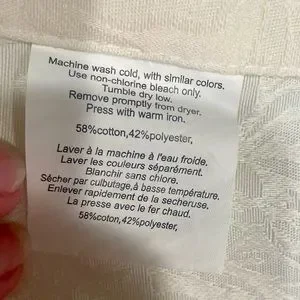 Machine wash cold, with similar colors.
Use non-chlorine bleach only.
Tumble dry low.
Remove promptly from dryer.
Press with warm iron.
58%cotton,42%polyester,
Laver à la machine à l'eau froide.
Laver les couleurs séparément.
Blanchir sans chlore.
Sécher par culbutage,à basse température.
Enlever rapidement de la secheruse.
La presse avec le fer chaud.
58%coton,42%polyester,